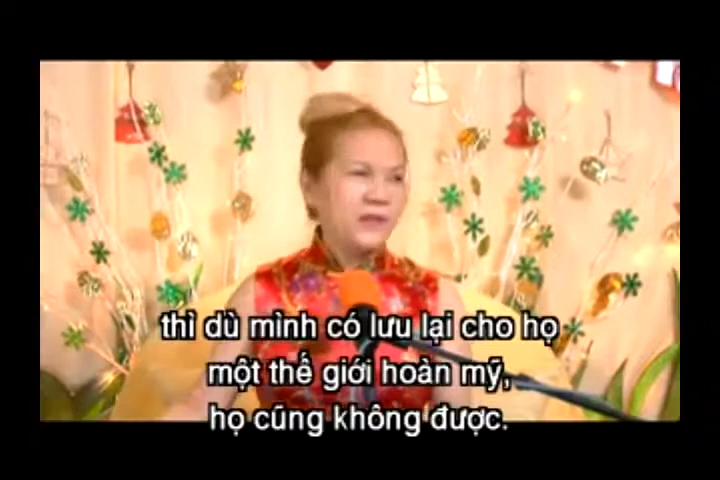 thì dù mình có lưu lại cho họ
một thế giới hoàn mỹ,
họ cũng không được.